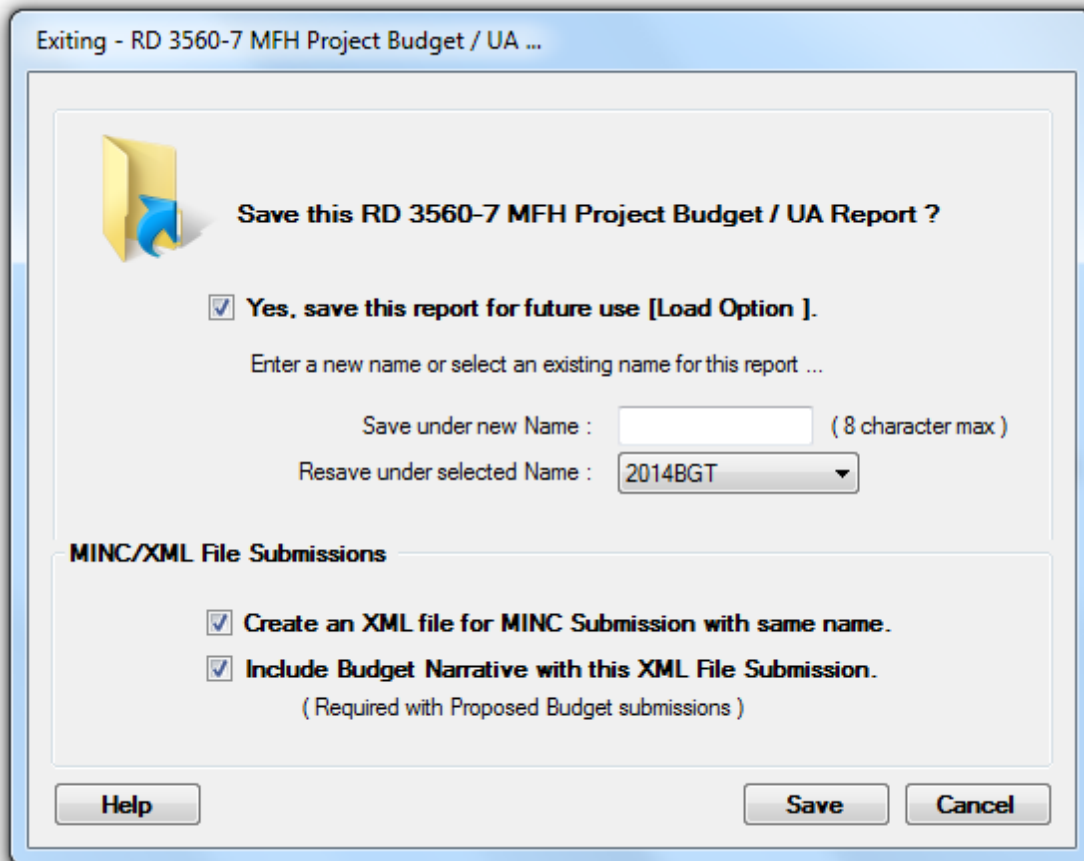 Exiting - RD 3560-7 MFH Project Budget / UA ...
Save this RD 3560-7 MFH Project Budget / UA Report ?
Yes, save this report for future use [Load Option ].
Enter a new name or select an existing name for this report ...
Save under new Name : ( 8 character max )
Resave under selected Name : 2014BGT
MINC/XML File Submissions
Create an XML file for MINC Submission with same name.
Include Budget Narrative with this XML File Submission.
( Required with Proposed Budget submissions )
Help Save Cancel